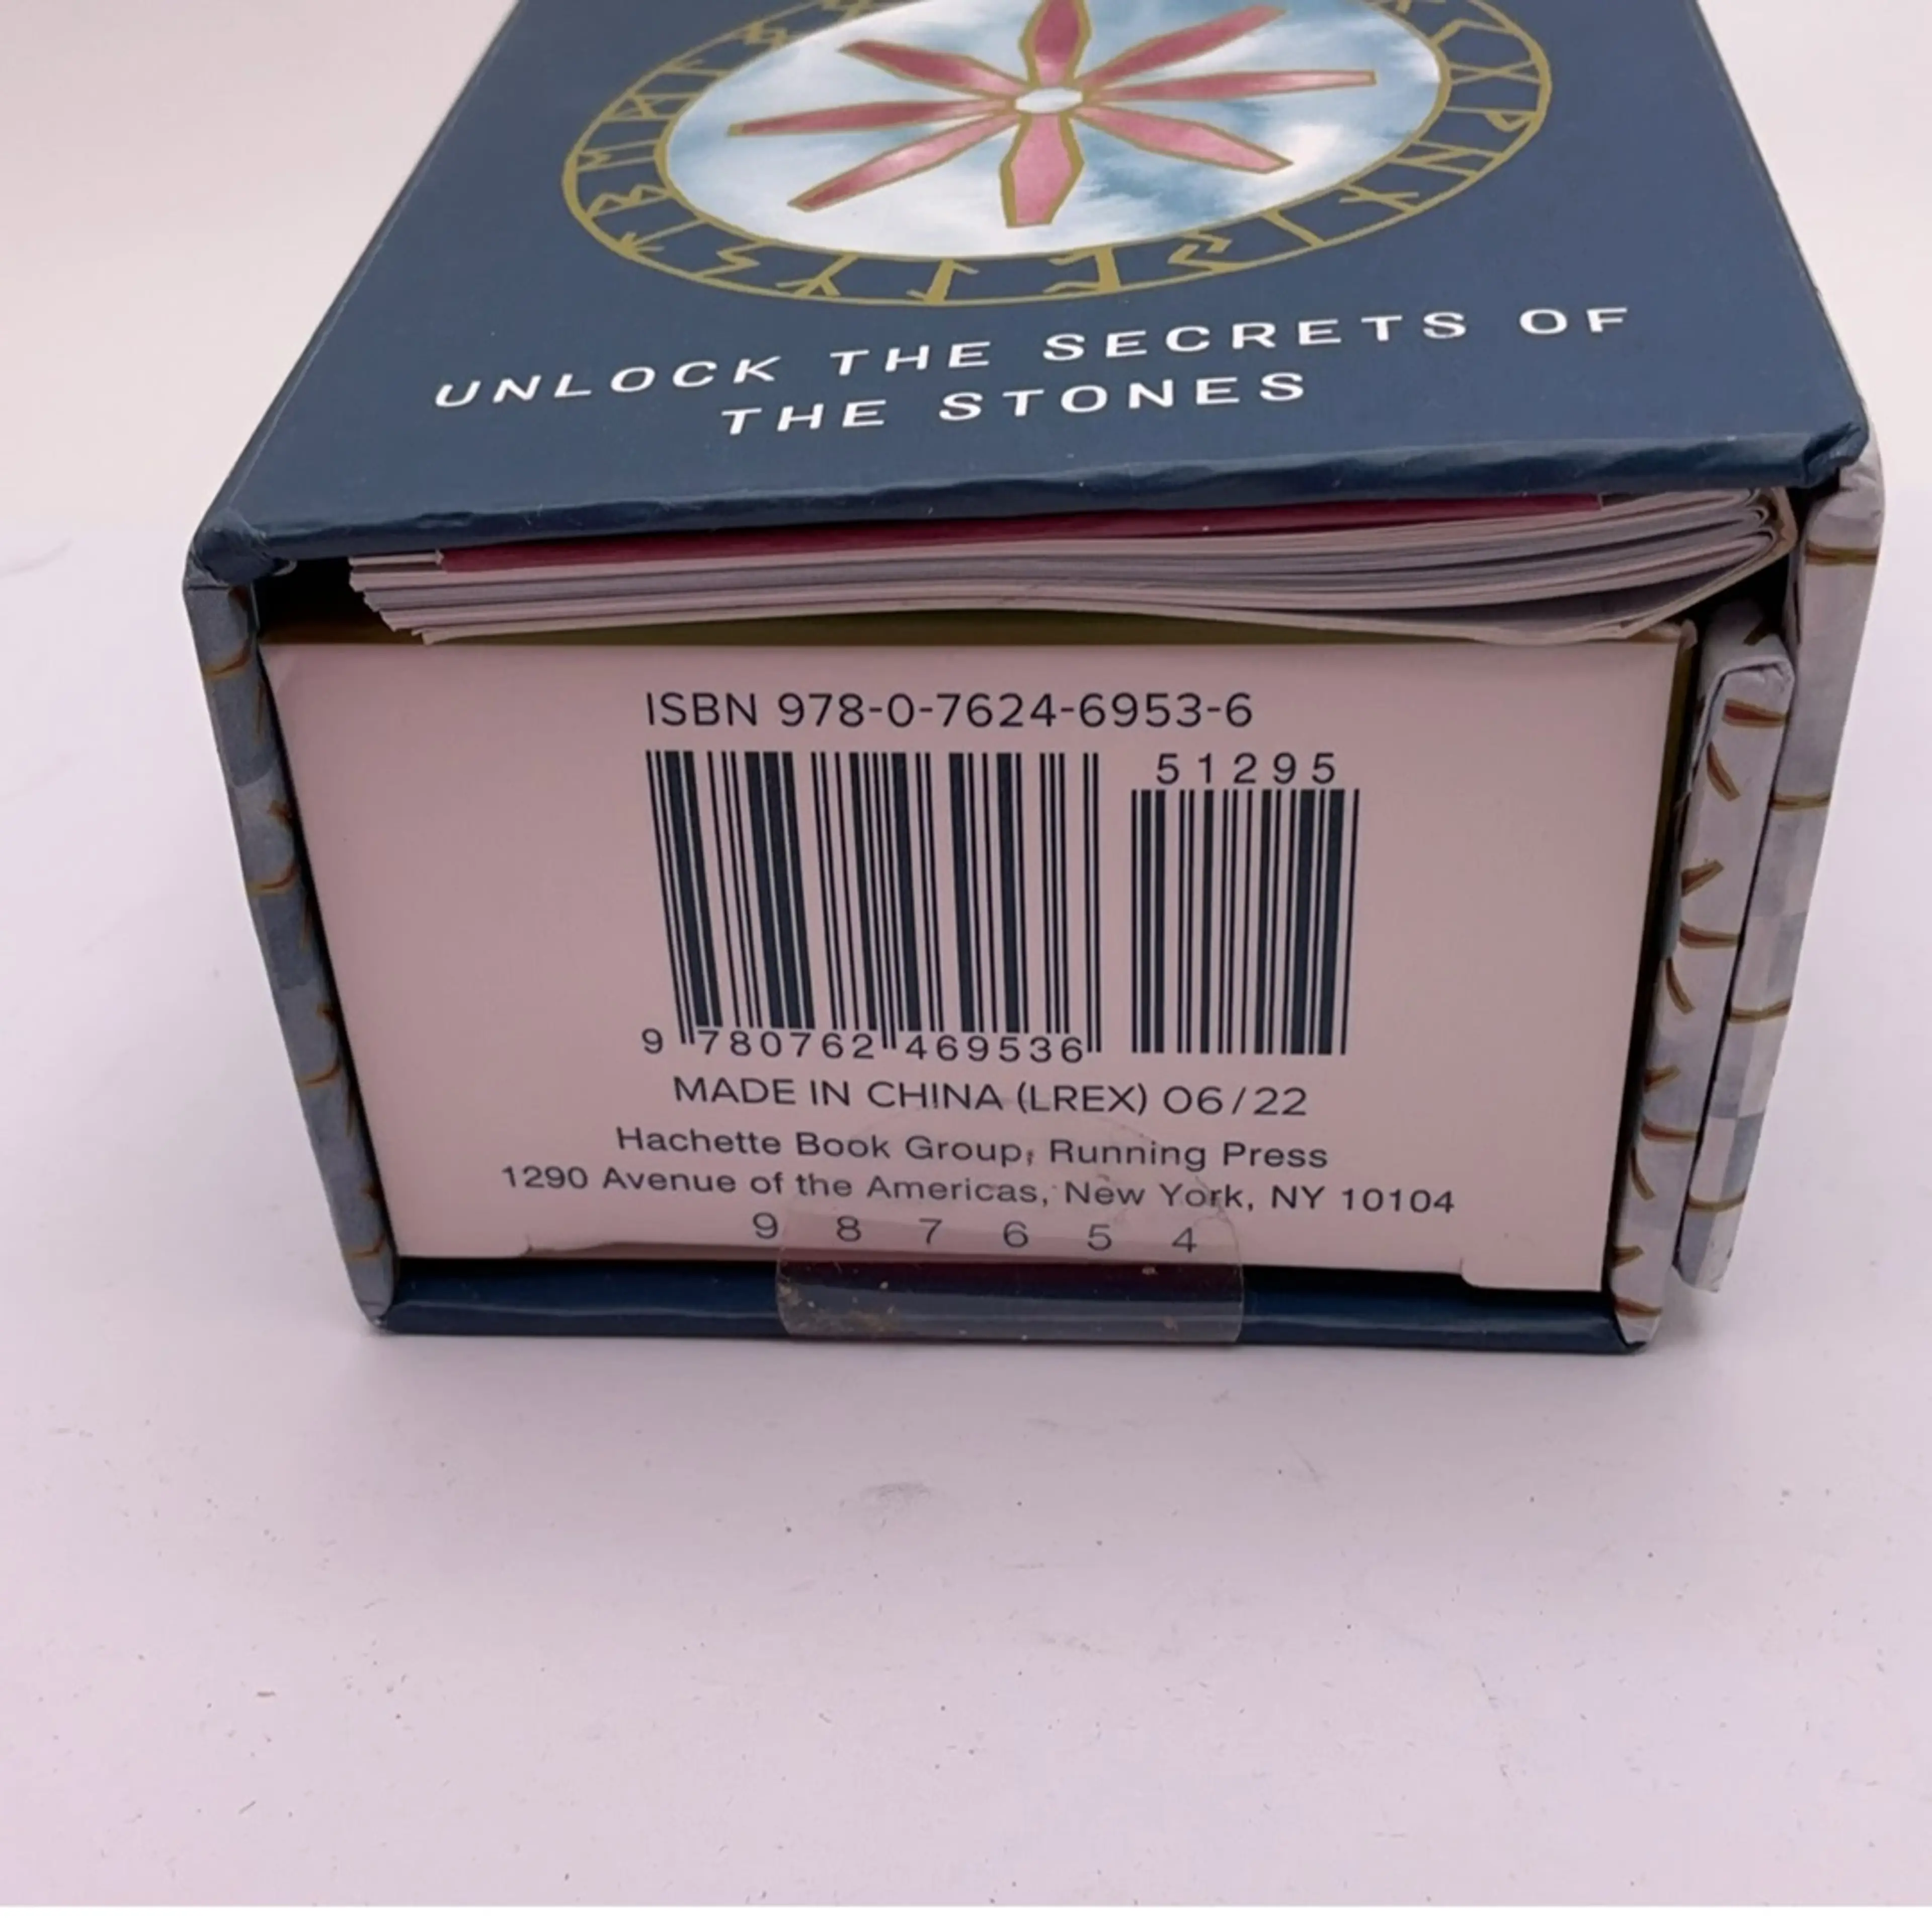 UNLOCK THE SECRETS OF
THE STONES
ISBN 978-0-7624-6953-6
51295
9 780762 469536
MADE IN CHINA (LREX) 06/22
Hachette Book Group, Running Press
1290 Avenue of the Americas, New York, NY 10104
9 8 7 6 5 4